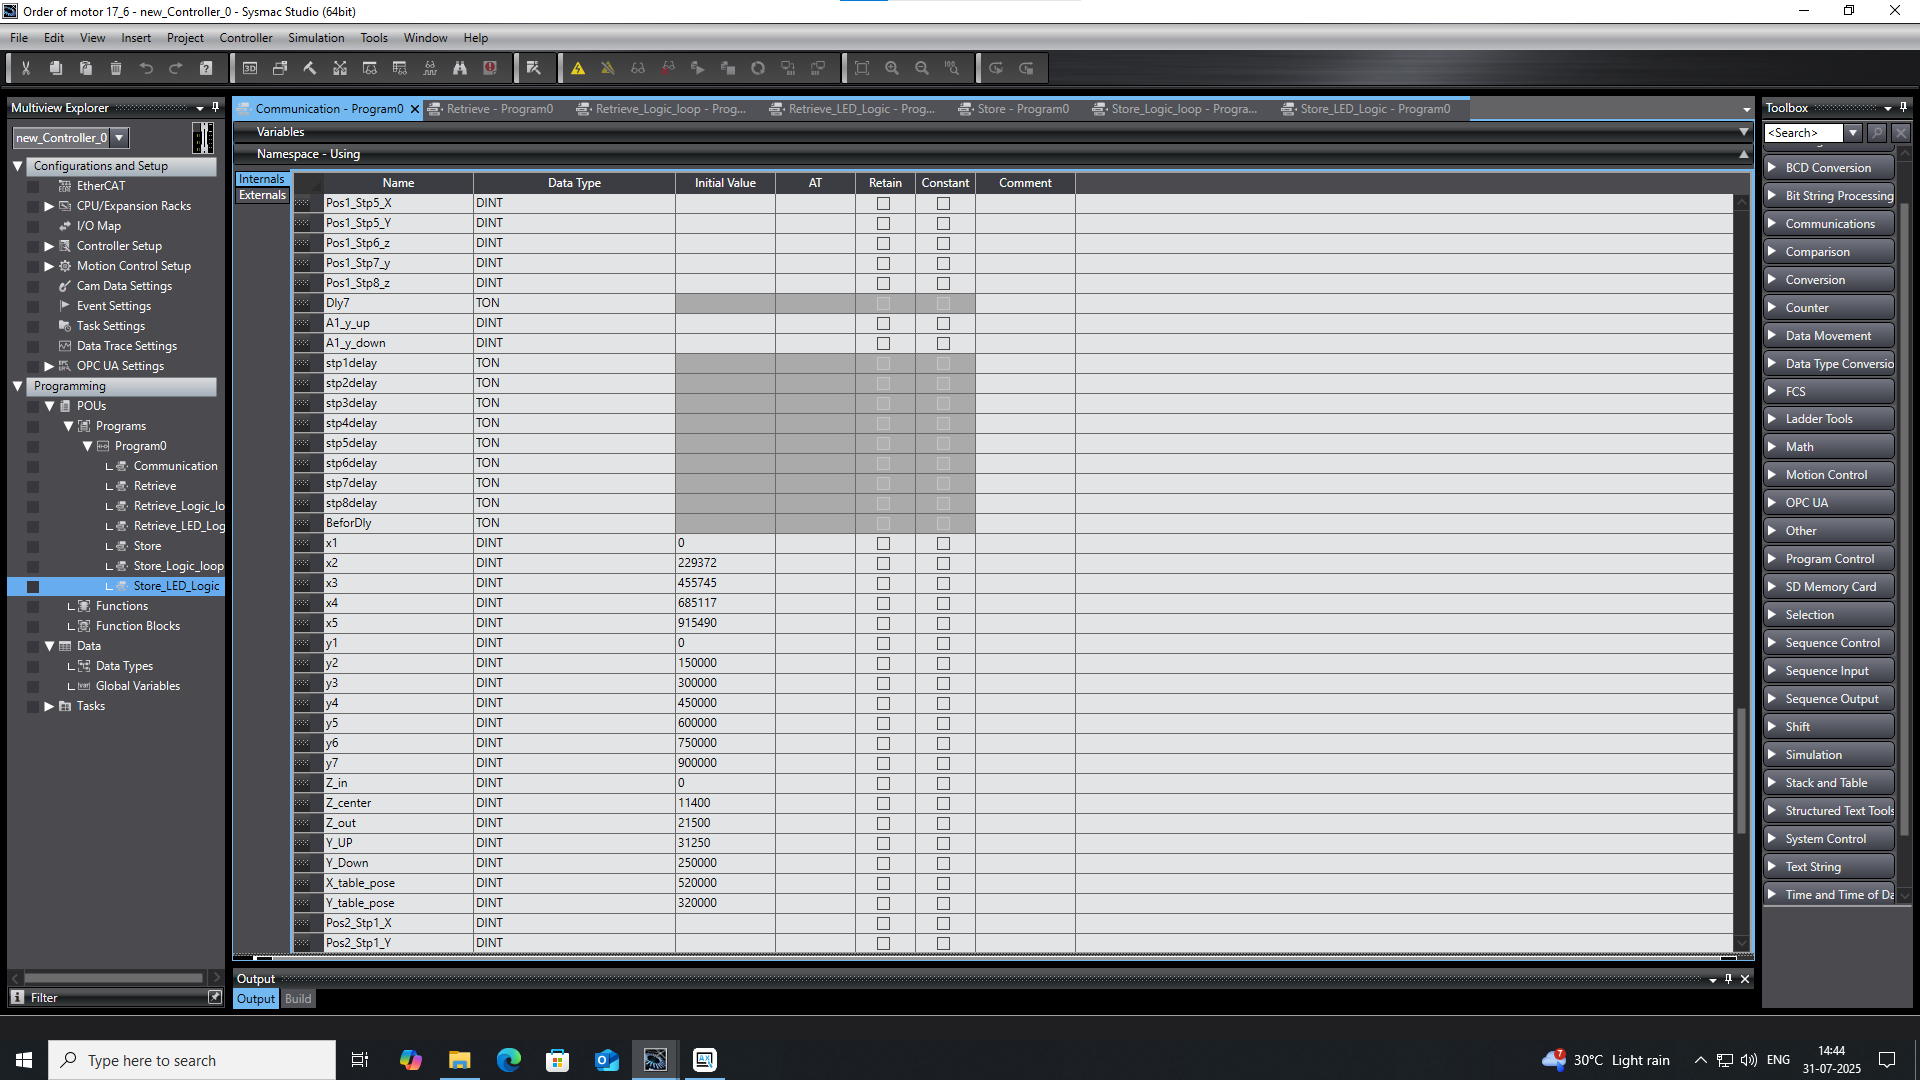 Order of motor 17_6 - new_Controller_0 - Sysmac Studio (64bit)
File Edit View Insert Project Controller Simulation Tools Window Help
Multiview Explorer
new_Controller_0
Configurations and Setup
EtherCAT
CPU/Expansion Racks
I/O Map
Controller Setup
Motion Control Setup
Cam Data Settings
Event Settings
Task Settings
Data Trace Settings
OPC UA Settings
Programming
POUs
Programs
Program0
Communication
Retrieve
Retrieve_Logic_lo
Retrieve_LED_Log
Store
Store_Logic_loop
Store_LED_Logic
Functions
Function Blocks
Data
Data Types
Global Variables
Tasks
Filter
Communication - Program0 Retrieve - Program0 Retrieve_Logic_loop - Prog... Retrieve_LED_Logic - Prog... Store - Program0 Store_Logic_loop - Progra... Store_LED_Logic - Program0
Variables
Namespace - Using
Internals
Externals
Name Data Type Initial Value AT Retain Constant Comment
Pos1_Stp5_X DINT
Pos1_Stp5_Y DINT
Pos1_Stp6_z DINT
Pos1_Stp7_y DINT
Pos1_Stp8_z DINT
Dly7 TON
A1_y_up DINT
A1_y_down DINT
stp1delay TON
stp2delay TON
stp3delay TON
stp4delay TON
stp5delay TON
stp6delay TON
stp7delay TON
stp8delay TON
BeforDly TON
x1 DINT 0
x2 DINT 229372
x3 DINT 455745
x4 DINT 685117
x5 DINT 915490
y1 DINT 0
y2 DINT 150000
y3 DINT 300000
y4 DINT 450000
y5 DINT 600000
y6 DINT 750000
y7 DINT 900000
Z_in DINT 0
Z_center DINT 11400
Z_out DINT 21500
Y_UP DINT 31250
Y_Down DINT 250000
X_table_pose DINT 520000
Y_table_pose DINT 320000
Pos2_Stp1_X DINT
Pos2_Stp1_Y DINT
Output
Output Build
Toolbox
<Search>
BCD Conversion
Bit String Processing
Communications
Comparison
Conversion
Counter
Data Movement
Data Type Conversio
FCS
Ladder Tools
Math
Motion Control
OPC UA
Other
Program Control
SD Memory Card
Selection
Sequence Control
Sequence Input
Sequence Output
Shift
Simulation
Stack and Table
Structured Text Tools
System Control
Text String
Time and Time of Da
Type here to search
30°C Light rain
ENG
14:44
31-07-2025